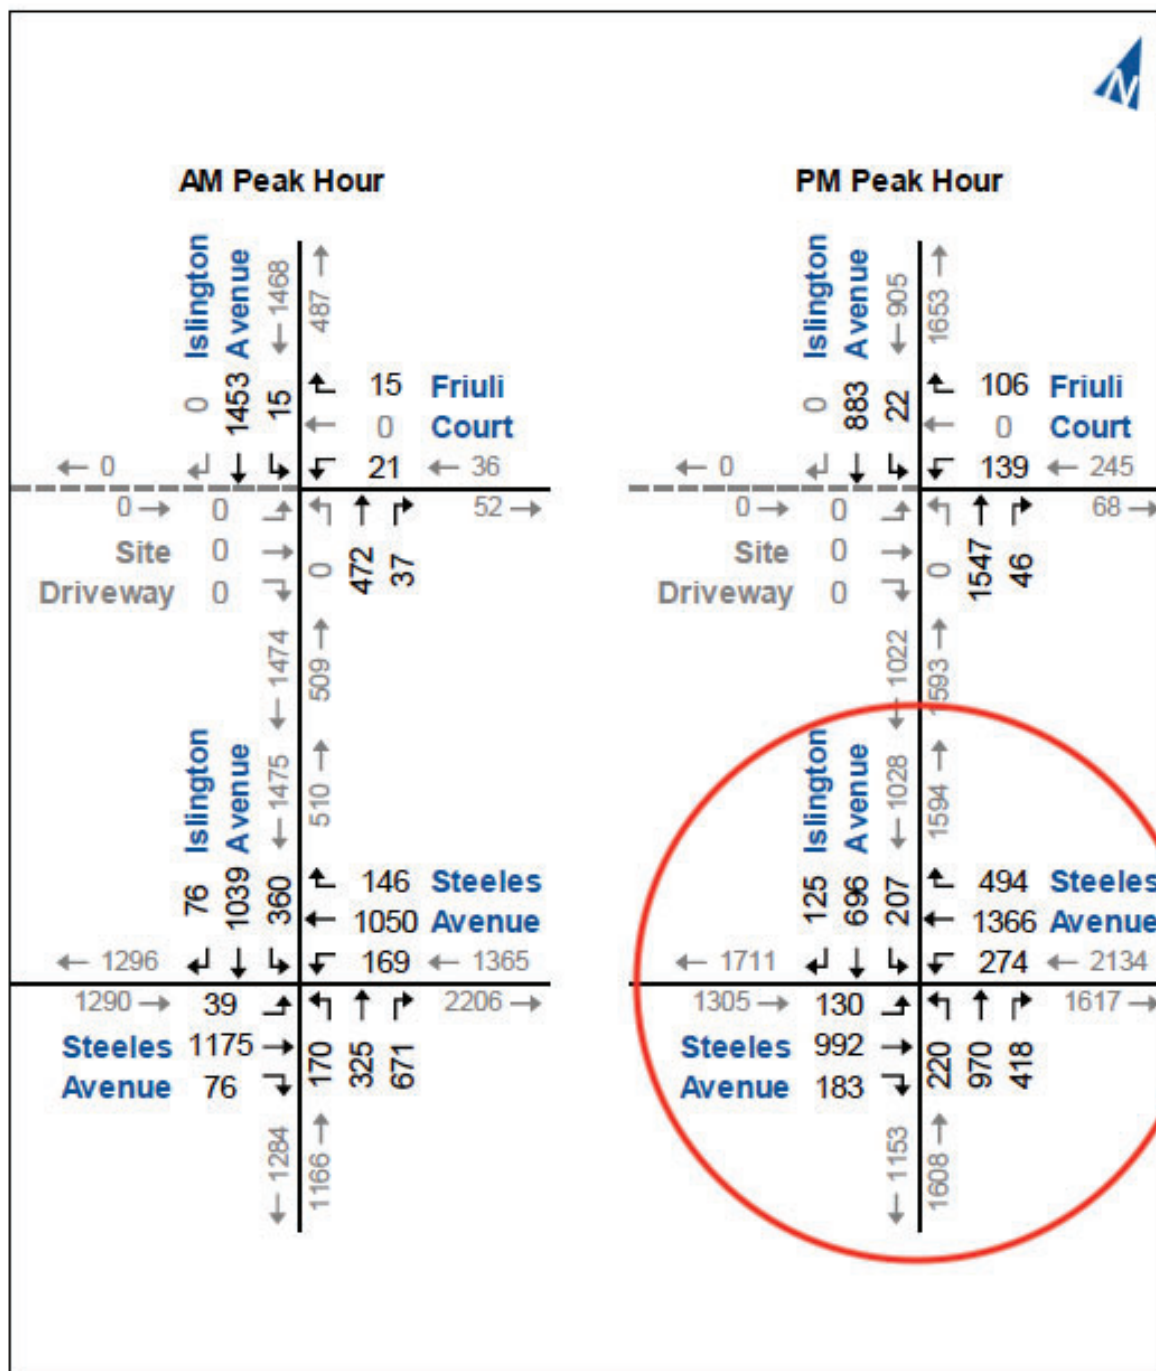 N
AM Peak Hour
Islington
Avenue
1468
487
0
1453
15
15 Friuli
0 Court
21 36
0
0 0
52
Site 0
Driveway 0
0
472
37
1474
509
Islington
Avenue
1475
510
76
1039
360
146 Steeles
1050 Avenue
169 1365
1296
1290 39
2206
Steeles 1175
Avenue 76
170
325
671
1284
1166
PM Peak Hour
Islington
Avenue
905
1653
0
883
22
106 Friuli
0 Court
139 245
0
0 0
68
Site 0
Driveway 0
0
1547
46
1022
1593
Islington
Avenue
1028
1594
125
696
207
494 Steeles
1366 Avenue
274 2134
1711
1305 130
1617
Steeles 992
Avenue 183
220
970
418
1153
1608